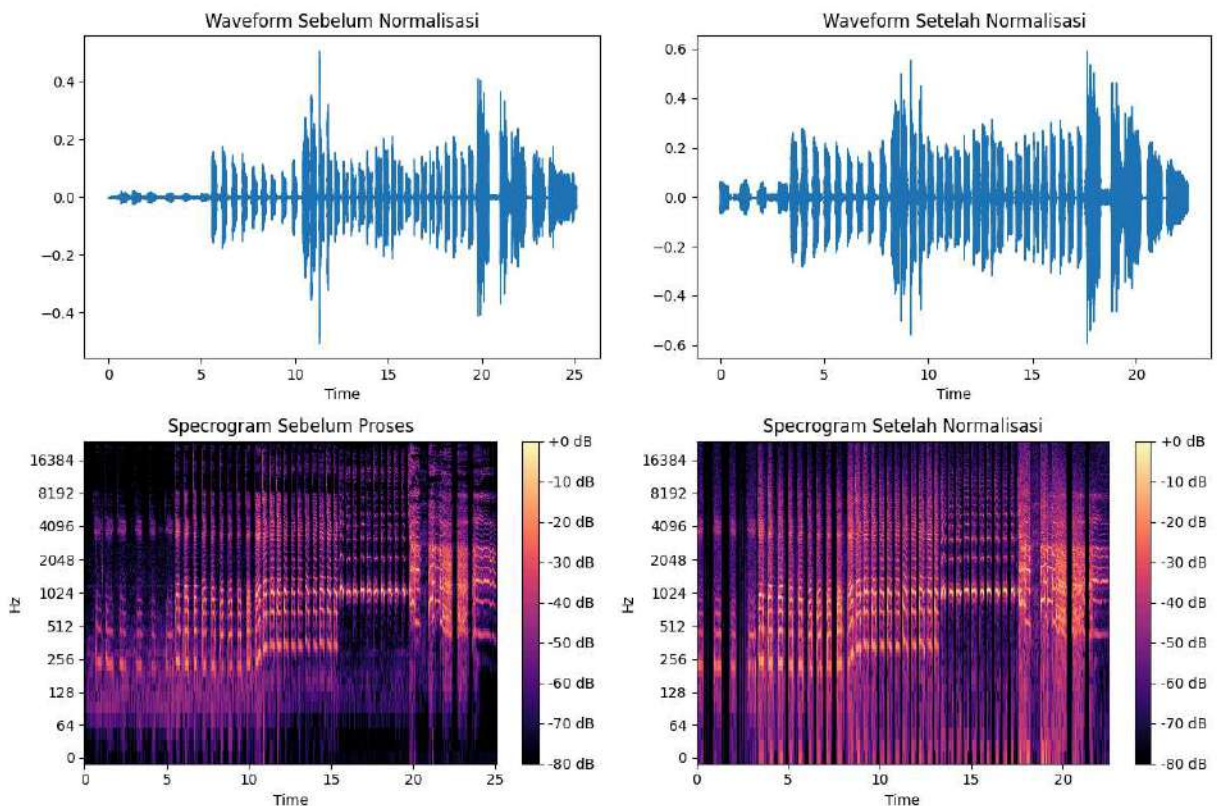 Waveform Sebelum Normalisasi
0.4
0.2
0.0
−0.2
−0.4
0 5 10 15 20 25
Time
Waveform Setelah Normalisasi
0.6
0.4
0.2
0.0
−0.2
−0.4
−0.6
0 5 10 15 20
Time
Specrogram Sebelum Proses
Hz
16384
8192
4096
2048
1024
512
256
128
64
0
0 5 10 15 20 25
Time
+0 dB
-10 dB
-20 dB
-30 dB
-40 dB
-50 dB
-60 dB
-70 dB
-80 dB
Specrogram Setelah Normalisasi
Hz
16384
8192
4096
2048
1024
512
256
128
64
0
0 5 10 15 20
Time
+0 dB
-10 dB
-20 dB
-30 dB
-40 dB
-50 dB
-60 dB
-70 dB
-80 dB